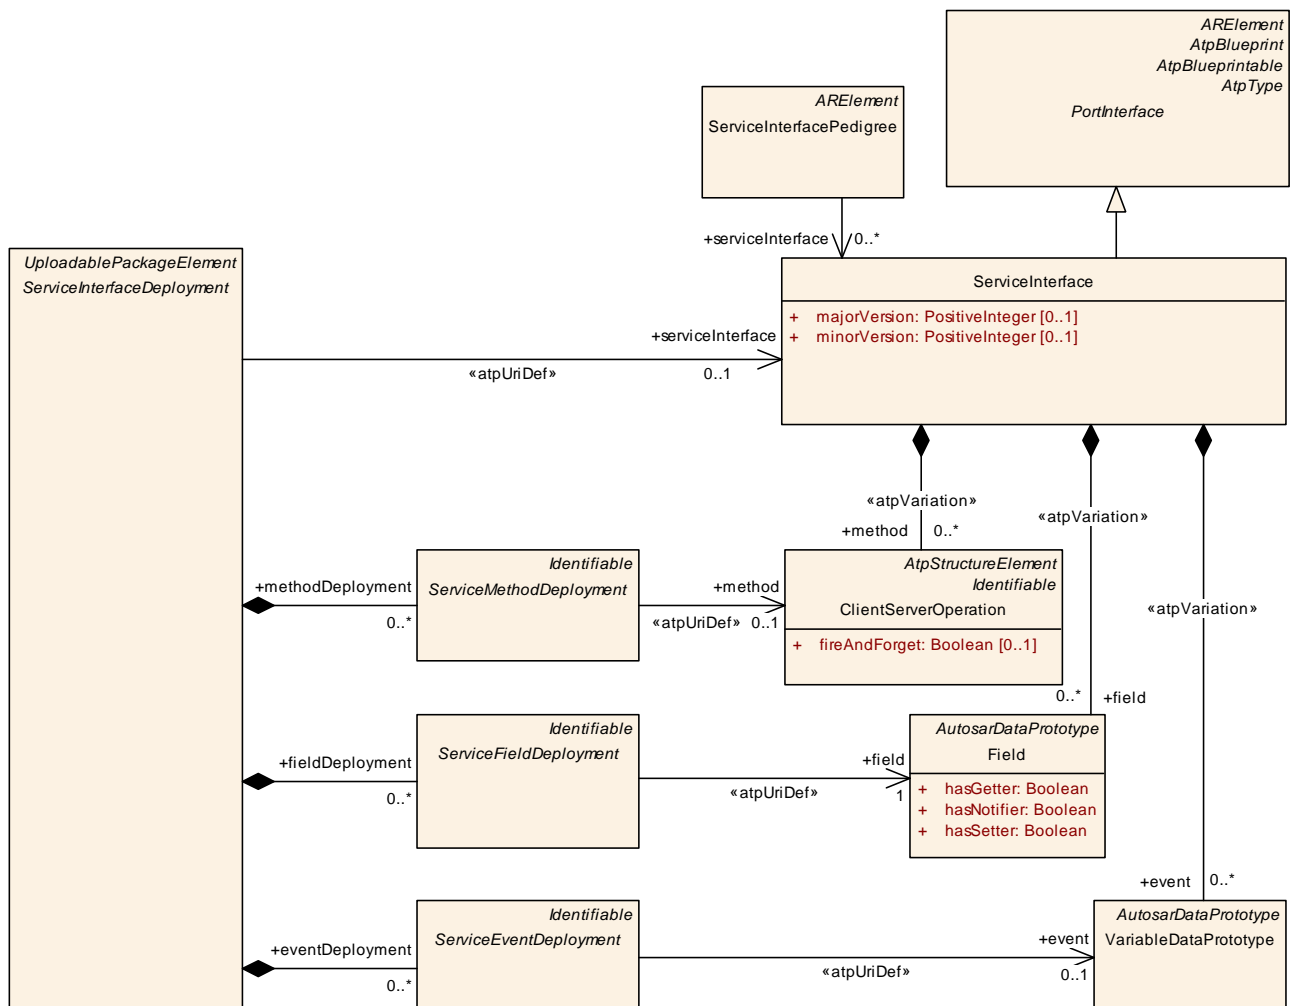 ARElement
AtpBlueprint
AtpBlueprintable
AtpType
PortInterface
ARElement
ServiceInterfacePedigree
+serviceInterface
0..*
UploadablePackageElement
ServiceInterfaceDeployment
ServiceInterface
+ majorVersion: PositiveInteger [0..1]
+ minorVersion: PositiveInteger [0..1]
+serviceInterface
«atpUriDef»
0..1
«atpVariation»
«atpVariation»
«atpVariation»
+method
0..*
Identifiable
ServiceMethodDeployment
+methodDeployment
0..*
+method
«atpUriDef»
0..1
AtpStructureElement
Identifiable
ClientServerOperation
+ fireAndForget: Boolean [0..1]
0..*
+field
Identifiable
ServiceFieldDeployment
+fieldDeployment
0..*
+field
«atpUriDef»
1
AutosarDataPrototype
Field
+ hasGetter: Boolean
+ hasNotifier: Boolean
+ hasSetter: Boolean
+event
0..*
Identifiable
ServiceEventDeployment
+eventDeployment
0..*
+event
«atpUriDef»
0..1
AutosarDataPrototype
VariableDataPrototype